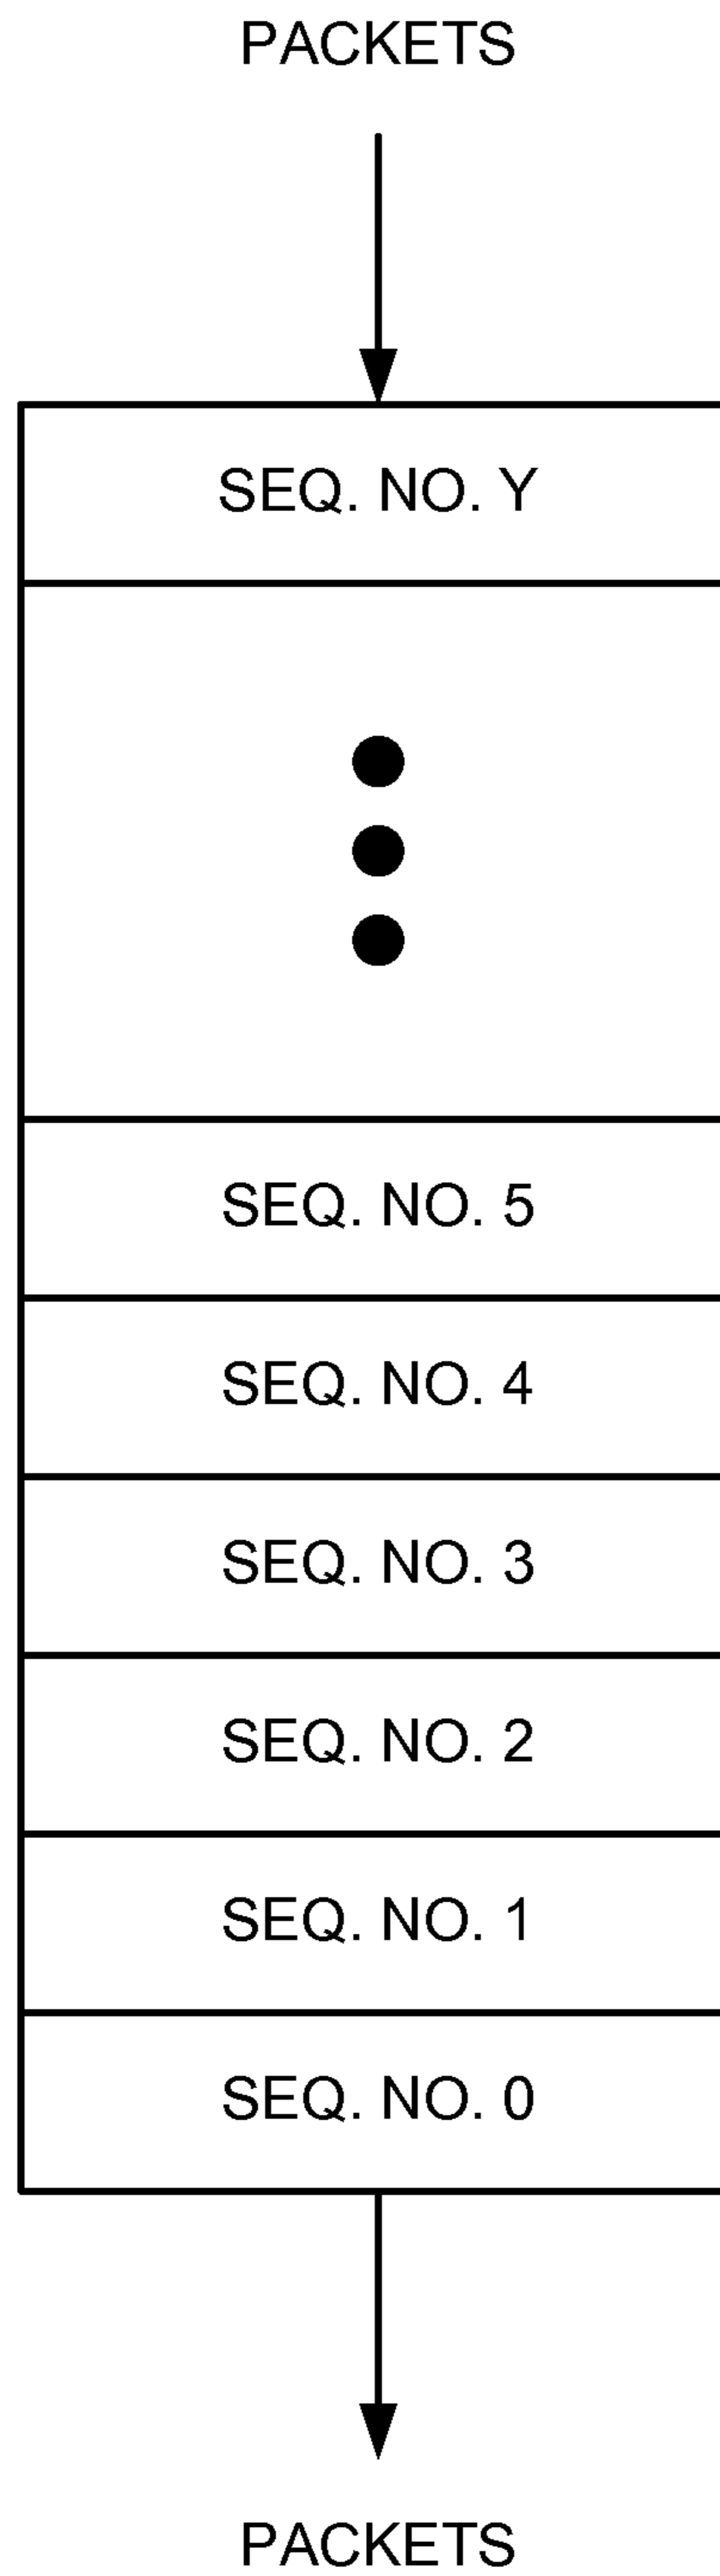 PACKETS
SEQ. NO. Y
SEQ. NO. 5
SEQ. NO. 4
SEQ. NO. 3
SEQ. NO. 2
SEQ. NO. 1
SEQ. NO. 0
PACKETS